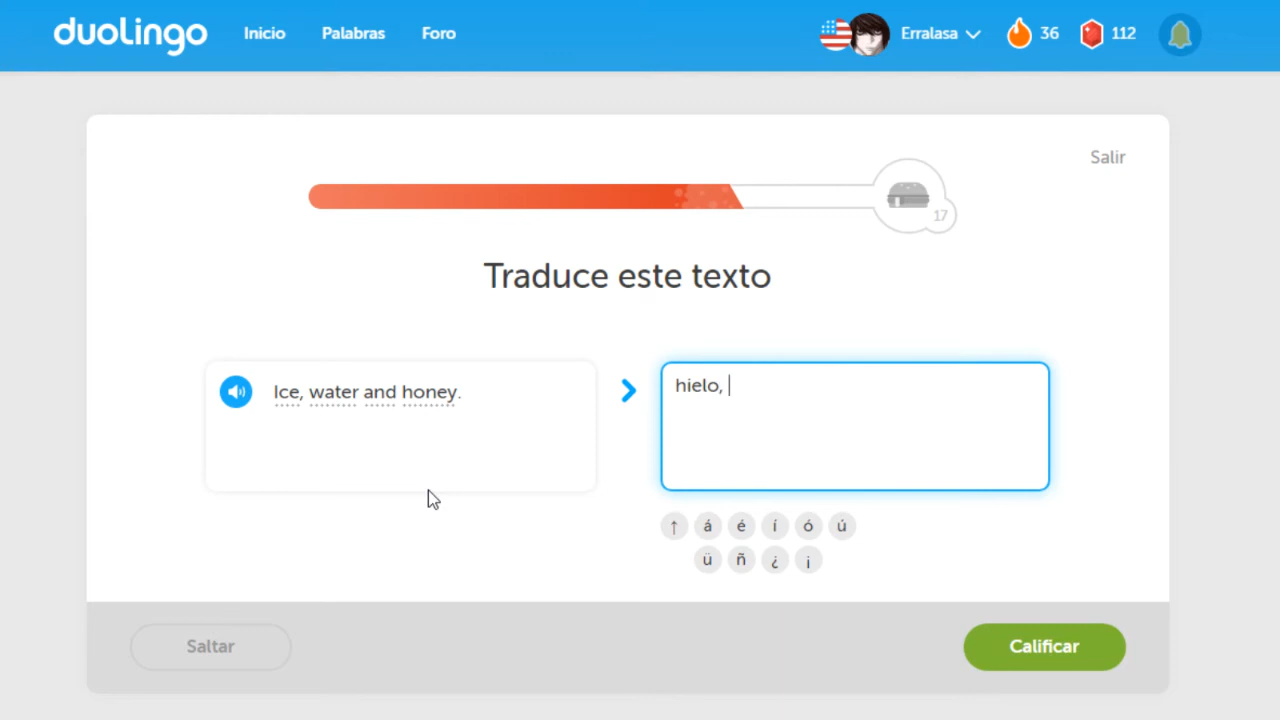 duolingo Inicio Palabras Foro Erralasa 36 112
Salir
17
Traduce este texto
Ice, water and honey.
hielo,
↑ á é í ó ú
ü ñ ¿ ¡
Saltar Calificar